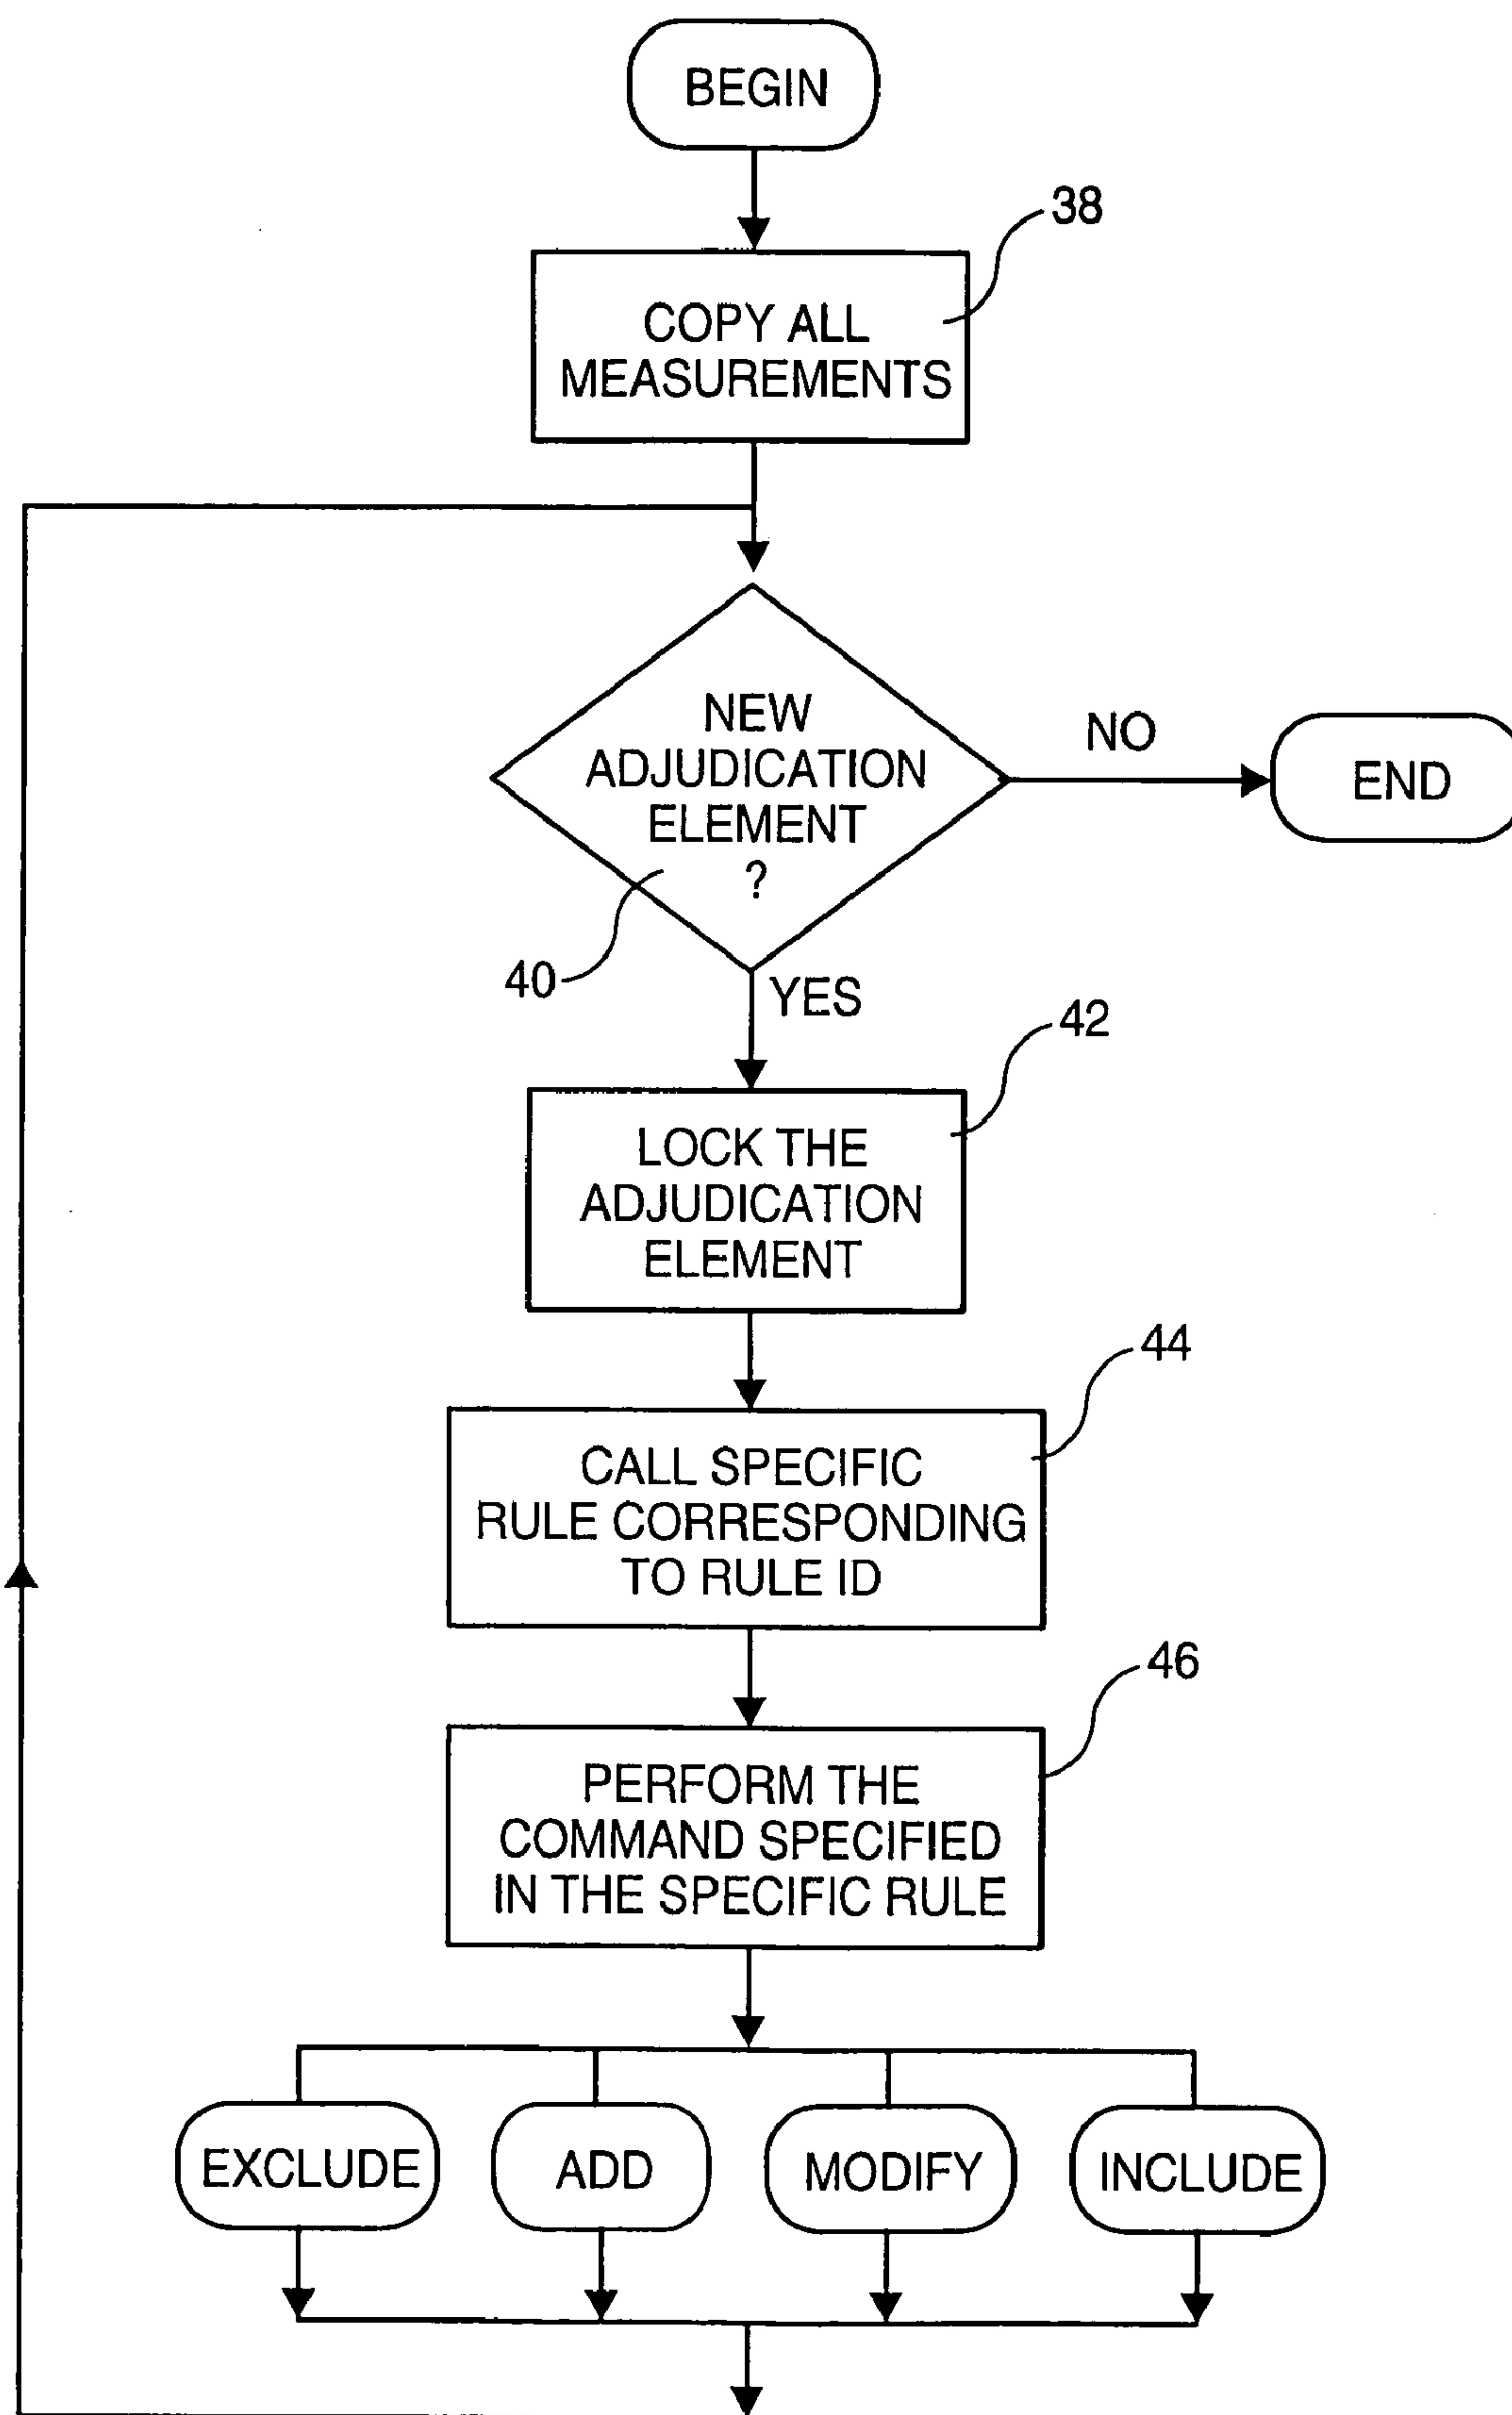 BEGIN
38
COPY ALL
MEASUREMENTS
NEW
ADJUDICATION
ELEMENT
?
NO
END
40
YES
42
LOCK THE
ADJUDICATION
ELEMENT
44
CALL SPECIFIC
RULE CORRESPONDING
TO RULE ID
46
PERFORM THE
COMMAND SPECIFIED
IN THE SPECIFIC RULE
EXCLUDE
ADD
MODIFY
INCLUDE